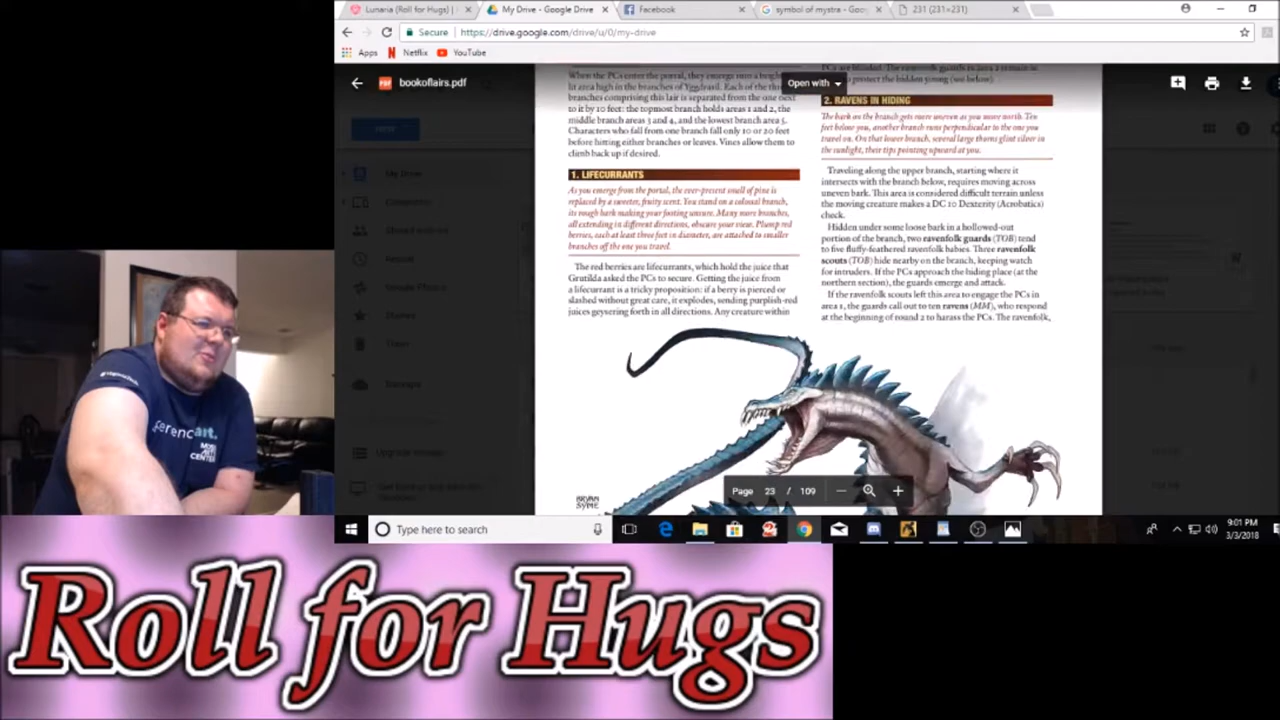 Lunaria (Roll for Hugs) |
My Drive - Google Drive
Facebook
symbol of mystra - Goo
231 (231×231)
Secure
https://drive.google.com/drive/u/0/my-drive
Apps
Netflix
YouTube
bookoflairs.pdf
Open with
My Drive
lit area high in the branches of Yggdrasil. Each of the three
branches comprising this lair is separated from the one next
to it by 10 feet: the topmost branch holds areas 1 and 2, the
middle branch areas 3 and 4, and the lowest branch area 5.
Characters who fall from one branch fall only 10 or 20 feet
before hitting either branches or leaves. Vines allow them to
climb back up if desired.
1. LIFECURRANTS
As you emerge from the portal, the ever-present smell of pine is
replaced by a sweeter, fruity scent. You stand on a colossal branch,
its rough bark making your footing unsure. Many more branches,
all extending in different directions, obscure your view. Plump red
berries, each at least three feet in diameter, are attached to smaller
branches off the one you travel.
The red berries are lifecurrants, which hold the juice that
Gratilda asked the PCs to secure. Getting the juice from
a lifecurrant is a tricky proposition: if a berry is pierced or
slashed without great care, it explodes, sending purplish-red
juices geysering forth in all directions. Any creature within
2. RAVENS IN HIDING
The bark on the branch gets more uneven as you move north. Ten
feet below you, another branch runs perpendicular to the one you
travel on. On that lower branch, several large thorns glint silver in
the sunlight, their tips pointing upward at you.
Traveling along the upper branch, starting where it
intersects with the branch below, requires moving across
uneven bark. This area is considered difficult terrain unless
the moving creature makes a DC 10 Dexterity (Acrobatics)
check.
Hidden under some loose bark in a hollowed-out
portion of the branch, two ravenfolk guards (TOB) tend
to five fluffy-feathered ravenfolk babies. Three ravenfolk
scouts (TOB) hide nearby on the branch, keeping watch
for intruders. If the PCs approach the hiding place (at the
northern section), the guards emerge and attack.
If the ravenfolk scouts left this area to engage the PCs in
area 1, the guards call out to ten ravens (MM), who respond
at the beginning of round 2 to harass the PCs. The ravenfolk,
BRYAN
SYME
Page 23 / 109
Type here to search
9:01 PM
3/3/2018
Roll for Hugs